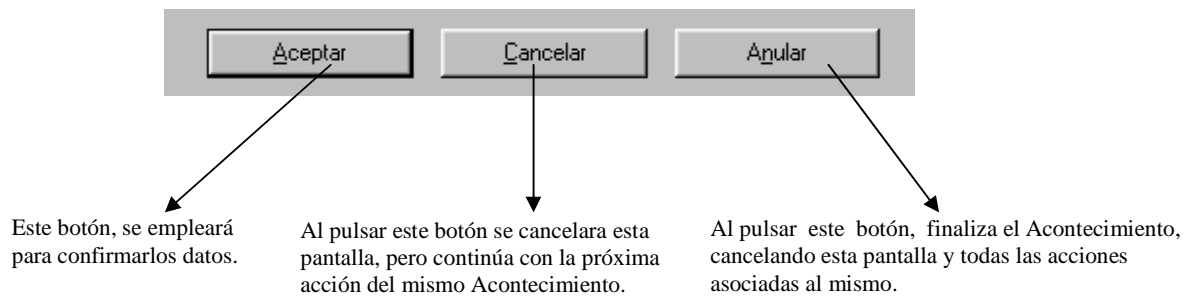 Aceptar
Cancelar
Anular
Este botón, se empleará
para confirmarlos datos.
Al pulsar este botón se cancelara esta
pantalla, pero continúa con la próxima
acción del mismo Acontecimiento.
Al pulsar este botón, finaliza el Acontecimiento,
cancelando esta pantalla y todas las acciones
asociadas al mismo.